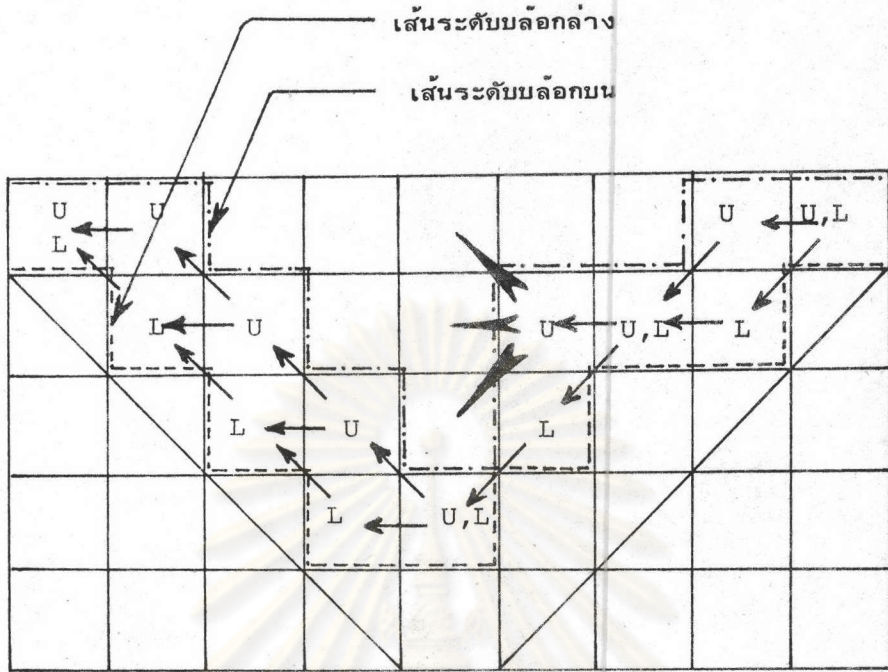 เส้นระดับบล้อกล่าง
เส้นระดับบล้อกบน
U U U U,L
L
L U U U,L L
L U L
L U,L